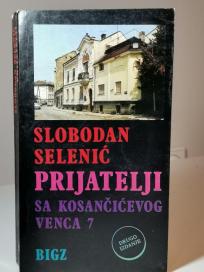 SLOBODAN
SELENIĆ
PRIJATELJI
SA KOSANČIĆEVOG
VENCA 7
DRUGO
IZDANJE
BIGZ